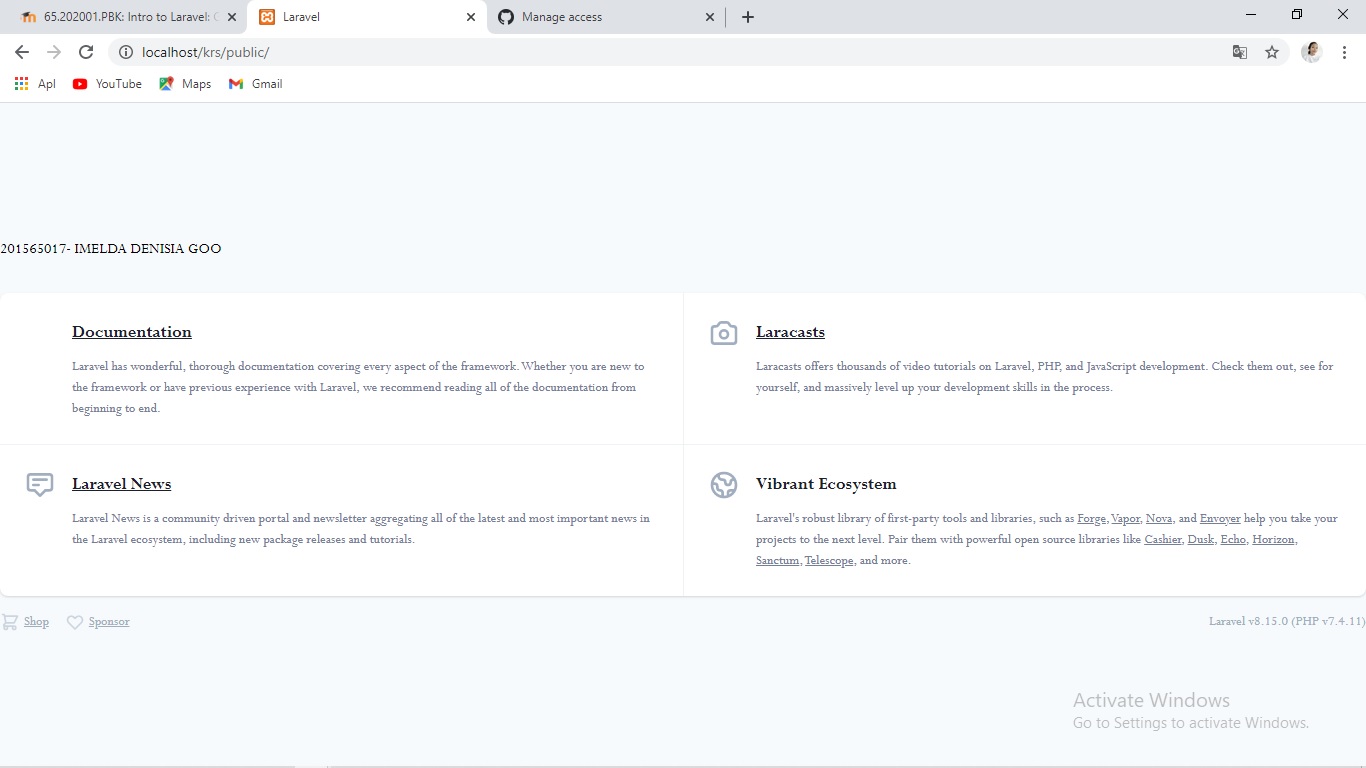 65.202001.PBK: Intro to Laravel:
Laravel
Manage access
localhost/krs/public/
Apl
YouTube
Maps
Gmail
201565017- IMELDA DENISIA GOO
Documentation
Laravel has wonderful, thorough documentation covering every aspect of the framework. Whether you are new to
the framework or have previous experience with Laravel, we recommend reading all of the documentation from
beginning to end.
Laracasts
Laracasts offers thousands of video tutorials on Laravel, PHP, and JavaScript development. Check them out, see for
yourself, and massively level up your development skills in the process.
Laravel News
Laravel News is a community driven portal and newsletter aggregating all of the latest and most important news in
the Laravel ecosystem, including new package releases and tutorials.
Vibrant Ecosystem
Laravel's robust library of first-party tools and libraries, such as Forge, Vapor, Nova, and Envoyer help you take your
projects to the next level. Pair them with powerful open source libraries like Cashier, Dusk, Echo, Horizon,
Sanctum, Telescope, and more.
Shop
Sponsor
Laravel v8.15.0 (PHP v7.4.11)
Activate Windows
Go to Settings to activate Windows.